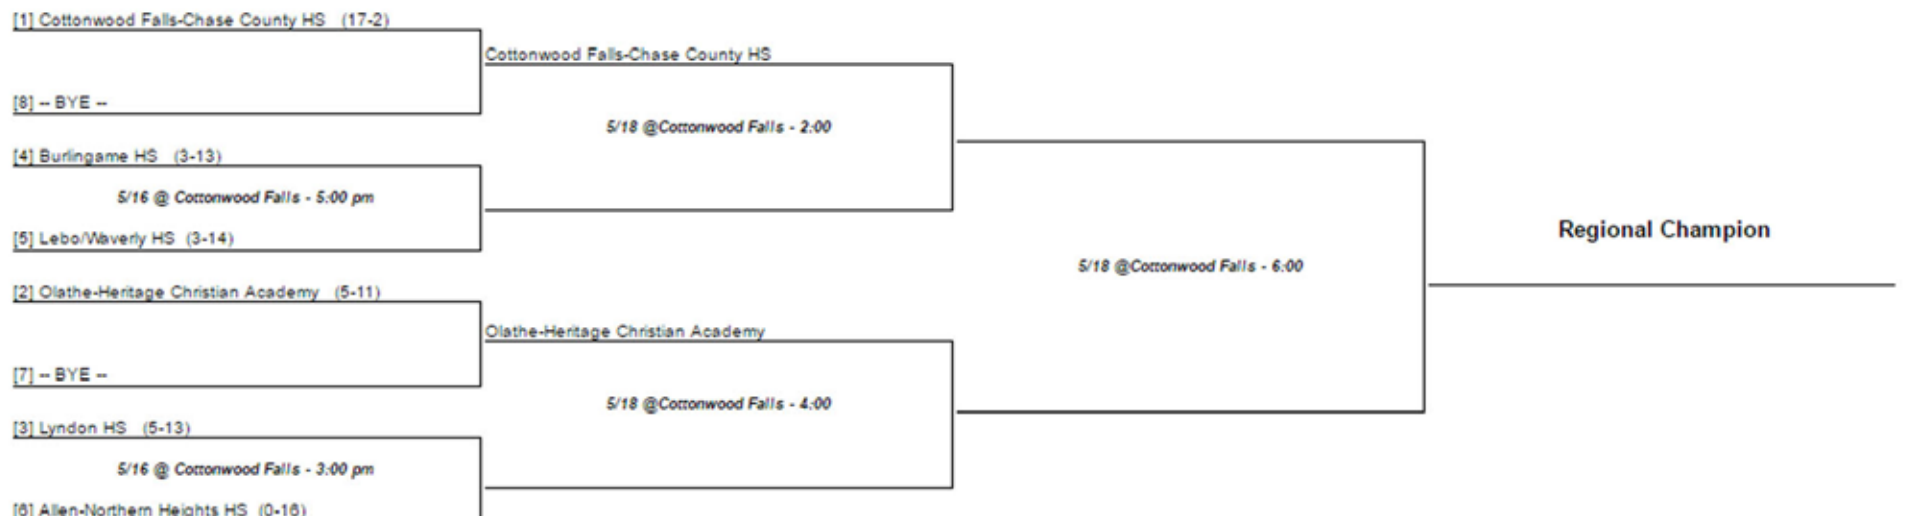 [1] Cottonwood Falls-Chase County HS (17-2)
Cottonwood Falls-Chase County HS
[8] -- BYE --
5/18 @Cottonwood Falls - 2:00
[4] Burlingame HS (3-13)
5/16 @ Cottonwood Falls - 5:00 pm
[5] Lebo/Waverly HS (3-14)
Regional Champion
5/18 @Cottonwood Falls - 6:00
[2] Olathe-Heritage Christian Academy (5-11)
Olathe-Heritage Christian Academy
[7] -- BYE --
5/18 @Cottonwood Falls - 4:00
[3] Lyndon HS (5-13)
5/16 @ Cottonwood Falls - 3:00 pm
[6] Allen-Northern Heights HS (0-16)